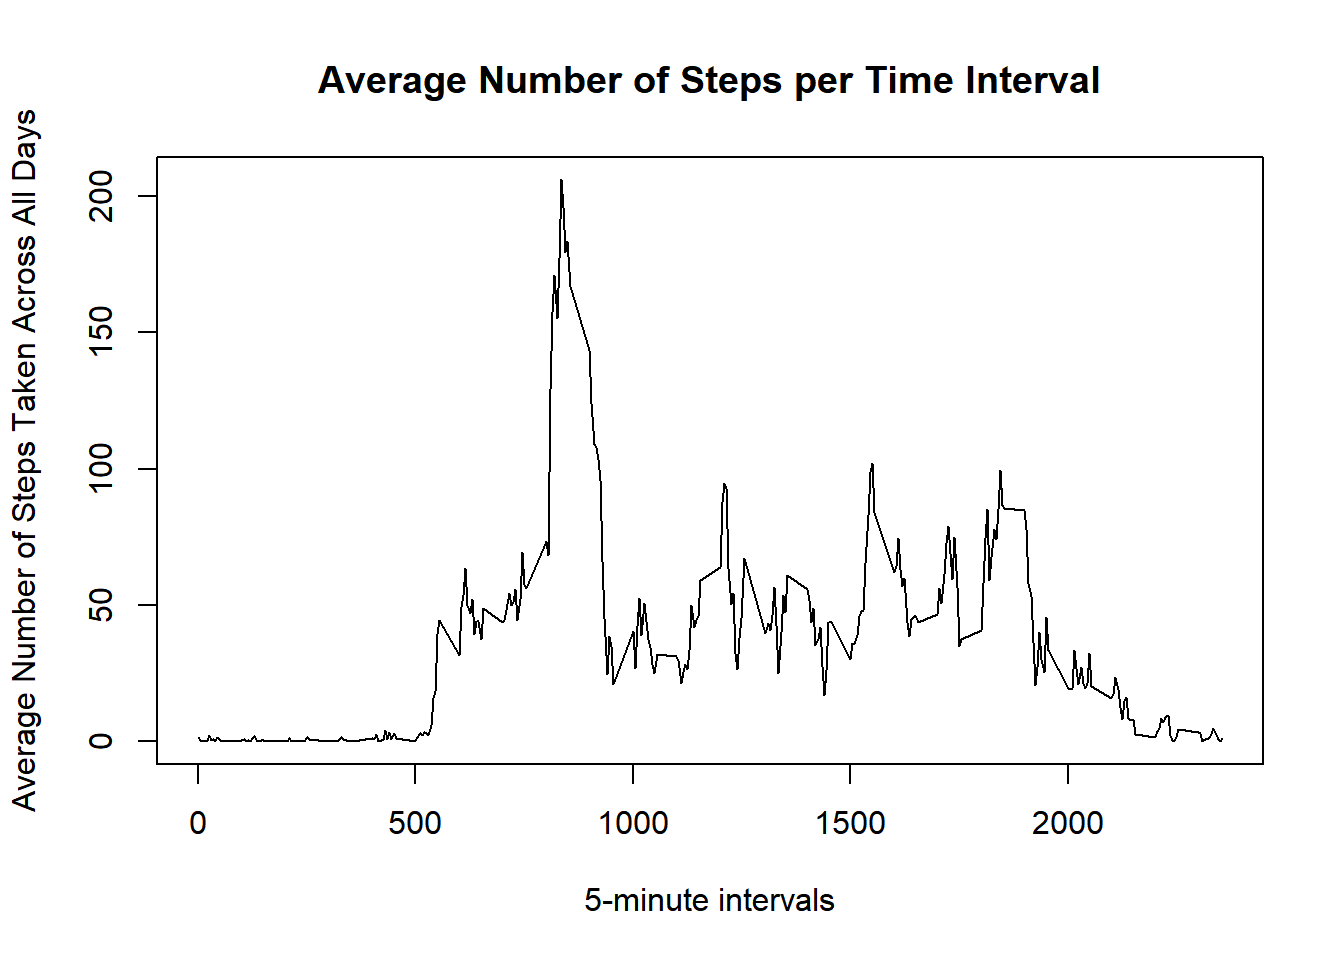 Average Number of Steps per Time Interval
Average Number of Steps Taken Across All Days
200
150
100
50
0
0 500 1000 1500 2000
5-minute intervals